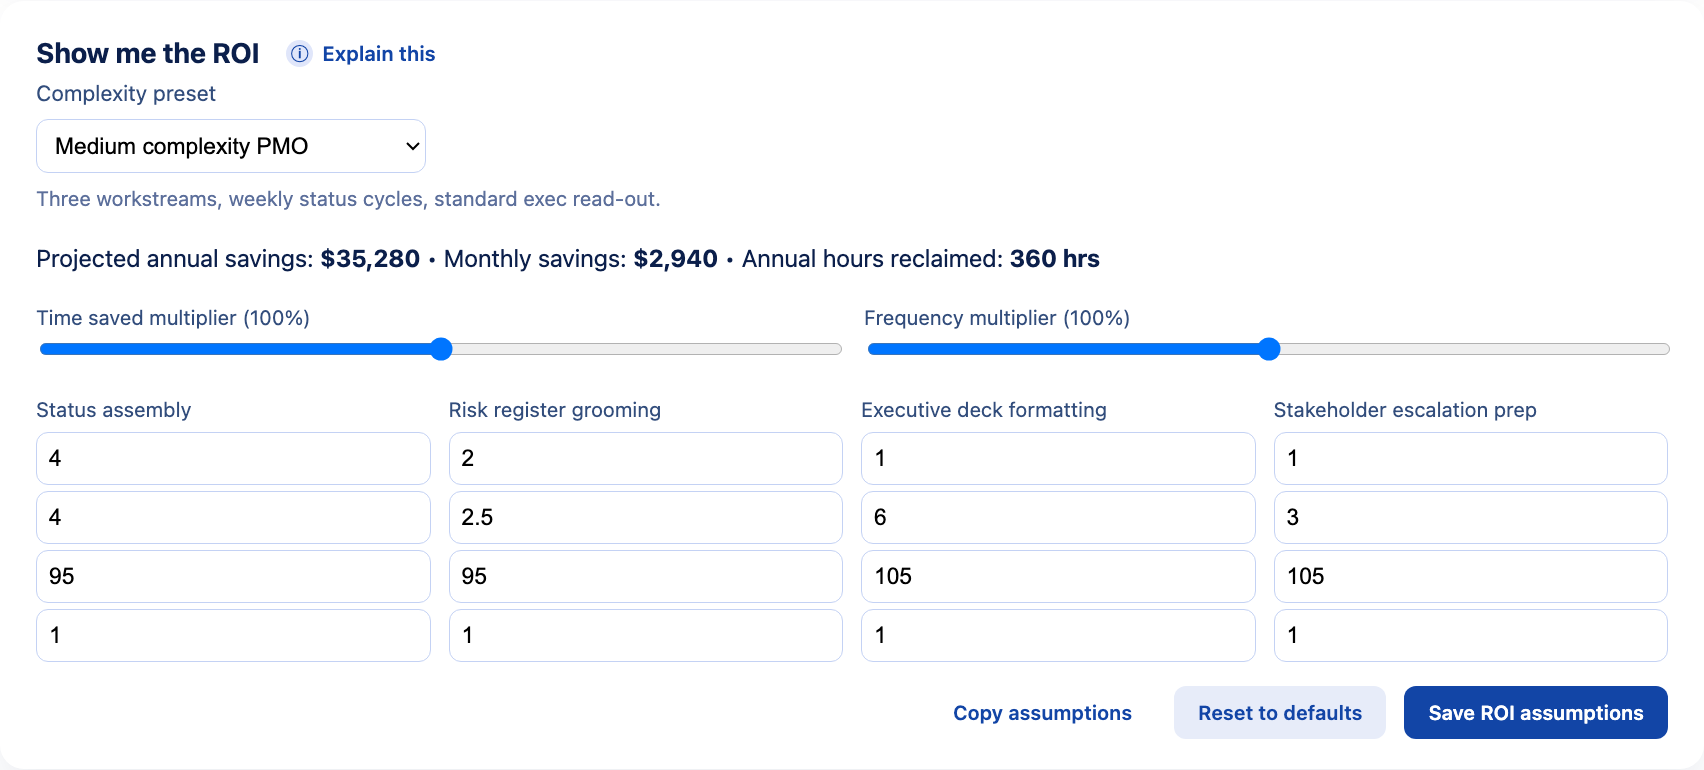 Show me the ROI
Explain this
Complexity preset
Medium complexity PMO
Three workstreams, weekly status cycles, standard exec read-out.
Projected annual savings: $35,280 • Monthly savings: $2,940 • Annual hours reclaimed: 360 hrs
Time saved multiplier (100%)
Frequency multiplier (100%)
Status assembly
4
4
95
1
Risk register grooming
2
2.5
95
1
Executive deck formatting
1
6
105
1
Stakeholder escalation prep
1
3
105
1
Copy assumptions
Reset to defaults
Save ROI assumptions